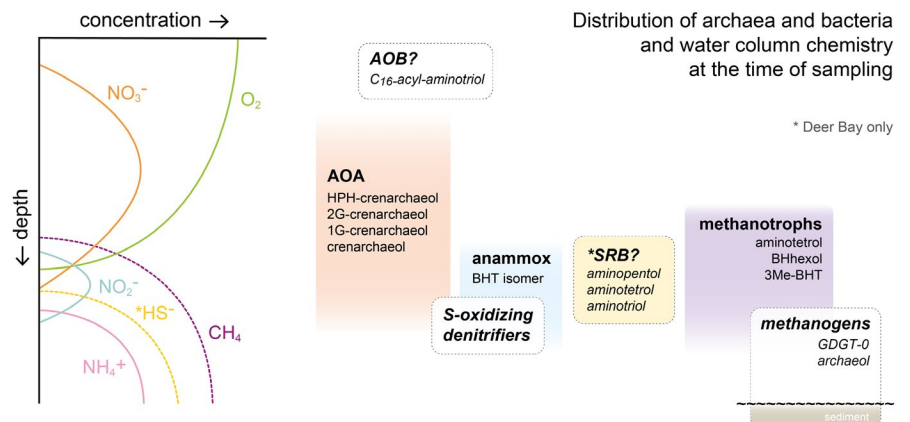 concentration →
Distribution of archaea and bacteria
and water column chemistry
at the time of sampling
* Deer Bay only
← depth
NO₃⁻
O₂
NO₂⁻
*HS⁻
CH₄
NH₄+
AOB?
C₁₆-acyl-aminotriol
AOA
HPH-crenarchaeol
2G-crenarchaeol
1G-crenarchaeol
crenarchaeol
anammox
BHT isomer
S-oxidizing
denitrifiers
*SRB?
aminopentol
aminotetrol
aminotriol
methanotrophs
aminotetrol
BHhexol
3Me-BHT
methanogens
GDGT-0
archaeol
sediment